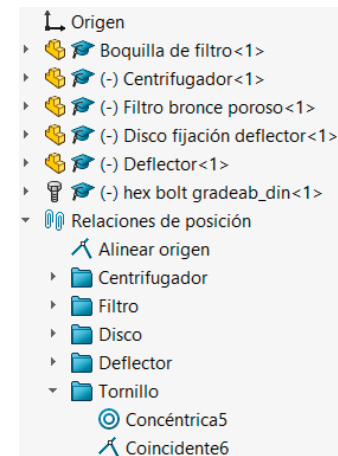 Origen
Boquilla de filtro<1>
(-) Centrifugador<1>
(-) Filtro bronce poroso<1>
(-) Disco fijación deflector<1>
(-) Deflector<1>
(-) hex bolt gradeab_din<1>
Relaciones de posición
Alinear origen
Centrifugador
Filtro
Disco
Deflector
Tornillo
Concéntrica5
Coincidente6